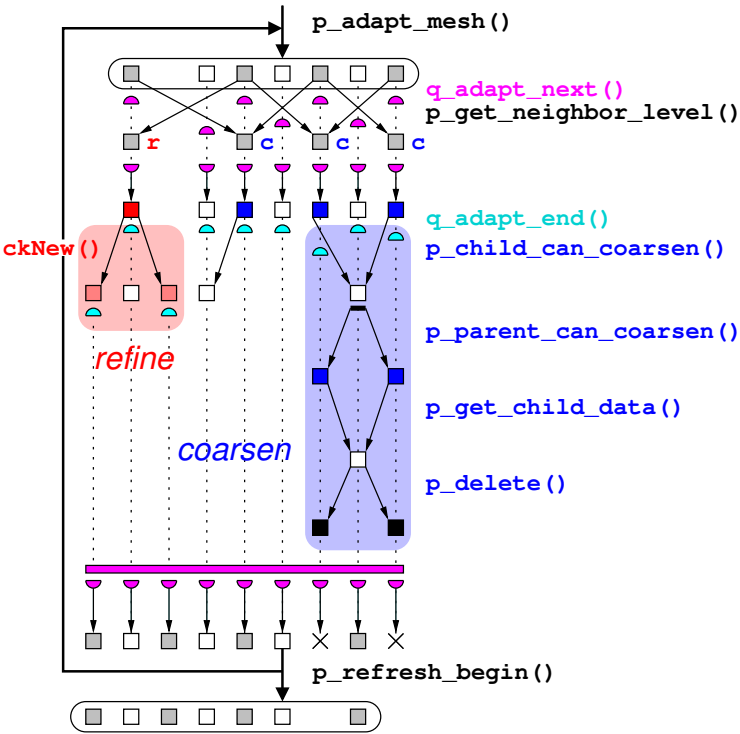 p_adapt_mesh()
q_adapt_next()
p_get_neighbor_level()
r
c
c
c
q_adapt_end()
ckNew()
p_child_can_coarsen()
p_parent_can_coarsen()
refine
p_get_child_data()
coarsen
p_delete()
p_refresh_begin()